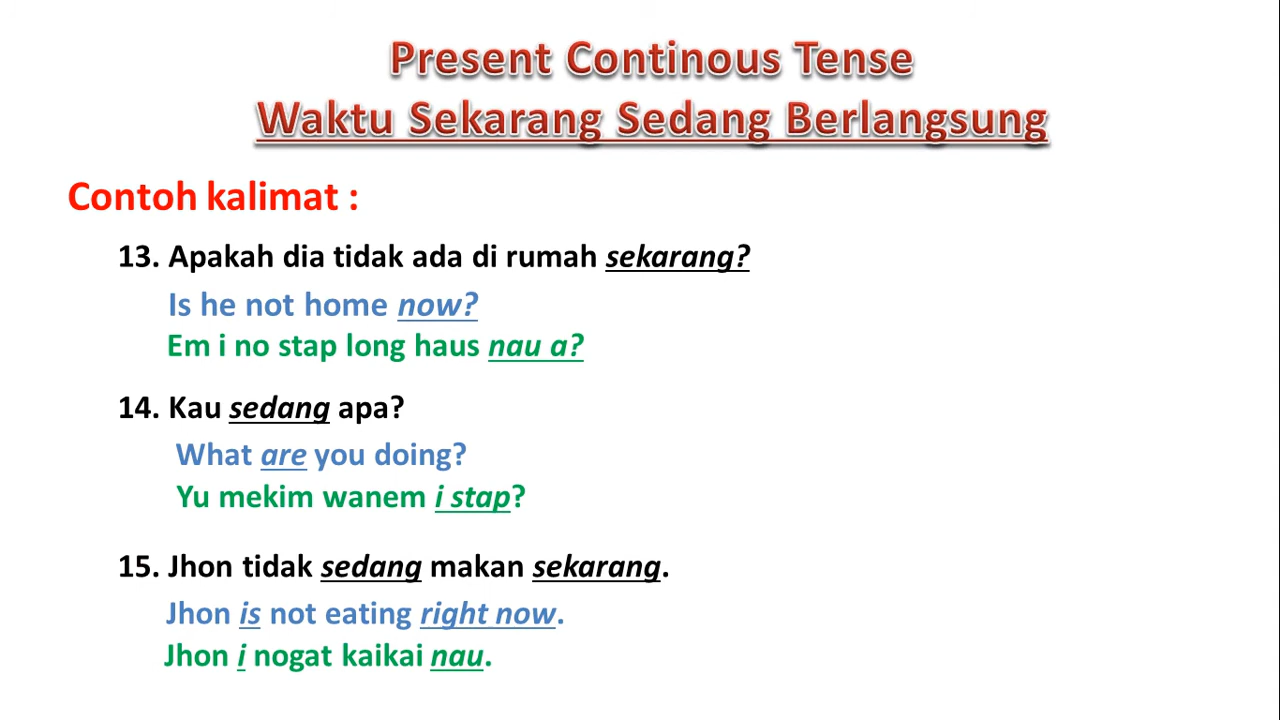 Present Continous Tense
Waktu Sekarang Sedang Berlangsung
Contoh kalimat :
13. Apakah dia tidak ada di rumah sekarang?
Is he not home now?
Em i no stap long haus nau a?
14. Kau sedang apa?
What are you doing?
Yu mekim wanem i stap?
15. Jhon tidak sedang makan sekarang.
Jhon is not eating right now.
Jhon i nogat kaikai nau.